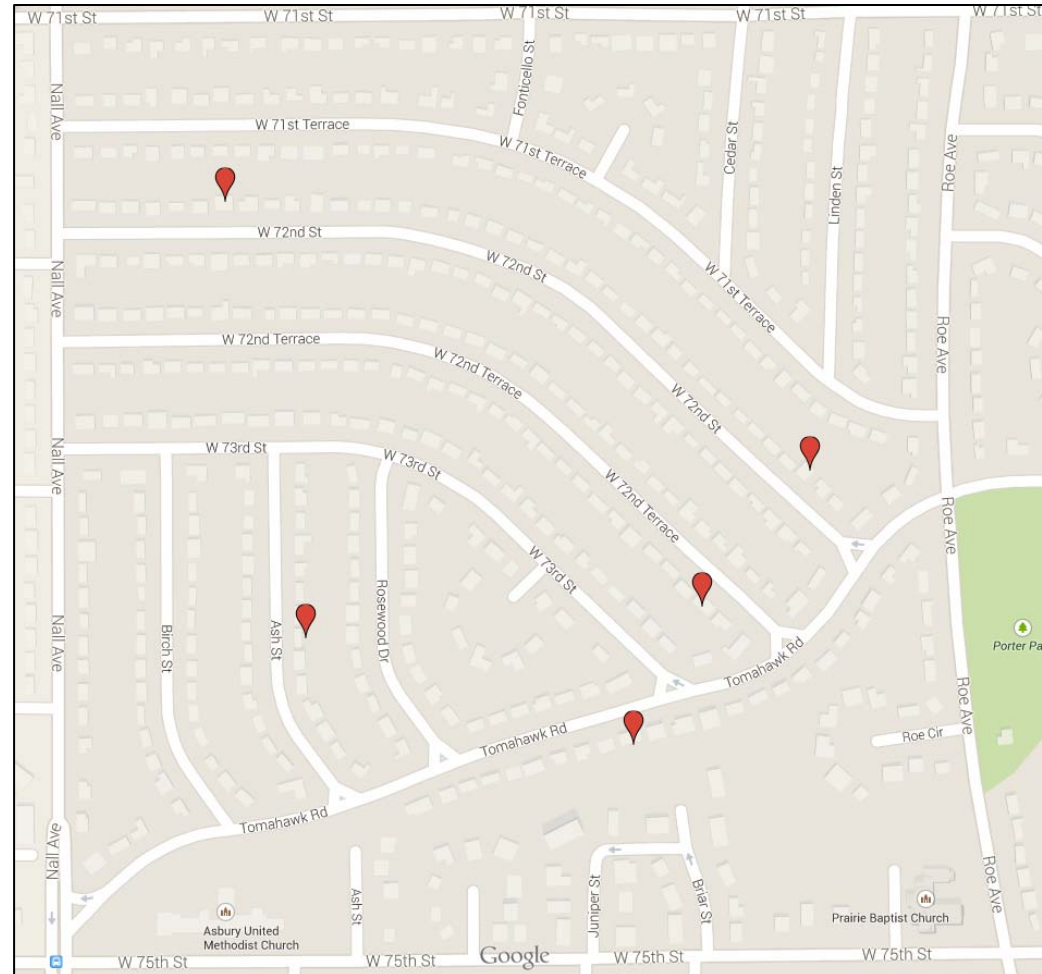 W 71st St
W 71st St
W 71st St
W 71st St
W 71st St
Nall Ave
Fonticello St
W 71st Terrace
W 71st Terrace
Cedar St
Linden St
Roe Ave
W 72nd St
Nall Ave
W 72nd St
W 71st Terrace
W 72nd Terrace
W 72nd Terrace
Roe Ave
W 72nd St
Nall Ave
W 73rd St
W 73rd St
W 72nd Terrace
Roe Ave
W 73rd St
Nall Ave
Birch St
Ash St
Rosewood Dr
Porter Pa
Tomahawk Rd
Roe Ave
Roe Cir
Tomahawk Rd
Tomahawk Rd
Nall Ave
Ash St
Juniper St
Briar St
Roe Ave
Asbury United
Methodist Church
Prairie Baptist Church
W 75th St
W 75th St
Google
W 75th St
W 75th St